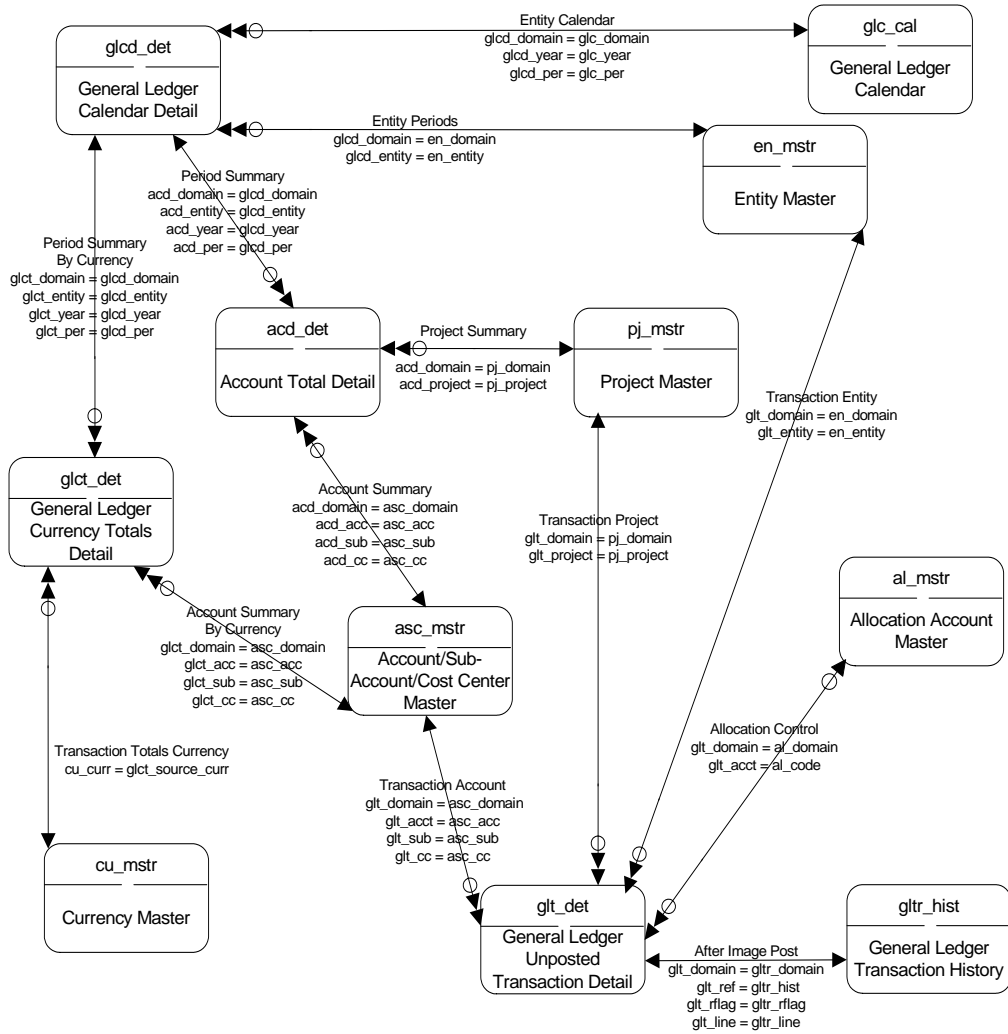 glcd_det
General Ledger
Calendar Detail
Entity Calendar
glcd_domain = glc_domain
glcd_year = glc_year
glcd_per = glc_per
glc_cal
General Ledger
Calendar
Entity Periods
glcd_domain = en_domain
glcd_entity = en_entity
en_mstr
Entity Master
Period Summary
acd_domain = glcd_domain
acd_entity = glcd_entity
acd_year = glcd_year
acd_per = glcd_per
Period Summary
By Currency
glct_domain = glcd_domain
glct_entity = glcd_entity
glct_year = glcd_year
glct_per = glcd_per
acd_det
Account Total Detail
Project Summary
acd_domain = pj_domain
acd_project = pj_project
pj_mstr
Project Master
Transaction Entity
glt_domain = en_domain
glt_entity = en_entity
glct_det
General Ledger
Currency Totals
Detail
Account Summary
acd_domain = asc_domain
acd_acc = asc_acc
acd_sub = asc_sub
acd_cc = asc_cc
Transaction Project
glt_domain = pj_domain
glt_project = pj_project
al_mstr
Allocation Account
Master
Account Summary
By Currency
glct_domain = asc_domain
glct_acc = asc_acc
glct_sub = asc_sub
glct_cc = asc_cc
asc_mstr
Account/Sub-
Account/Cost Center
Master
Transaction Totals Currency
cu_curr = glct_source_curr
Allocation Control
glt_domain = al_domain
glt_acct = al_code
Transaction Account
glt_domain = asc_domain
glt_acct = asc_acc
glt_sub = asc_sub
glt_cc = asc_cc
cu_mstr
Currency Master
glt_det
General Ledger
Unposted
Transaction Detail
After Image Post
glt_domain = gltr_domain
glt_ref = gltr_hist
glt_rflag = gltr_rflag
glt_line = gltr_line
gltr_hist
General Ledger
Transaction History